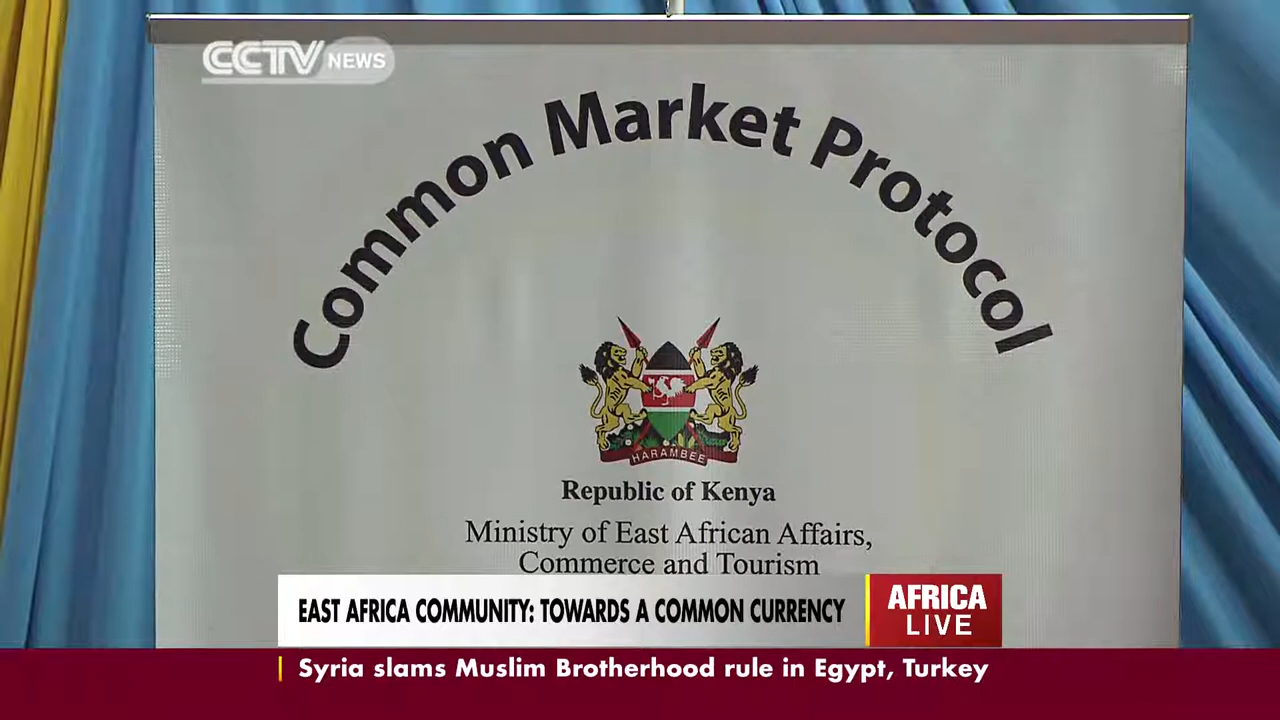 CCTV NEWS
Common Market Protocol
HARAMBEE
Republic of Kenya
Ministry of East African Affairs,
Commerce and Tourism
EAST AFRICA COMMUNITY: TOWARDS A COMMON CURRENCY
AFRICA
LIVE
Syria slams Muslim Brotherhood rule in Egypt, Turkey